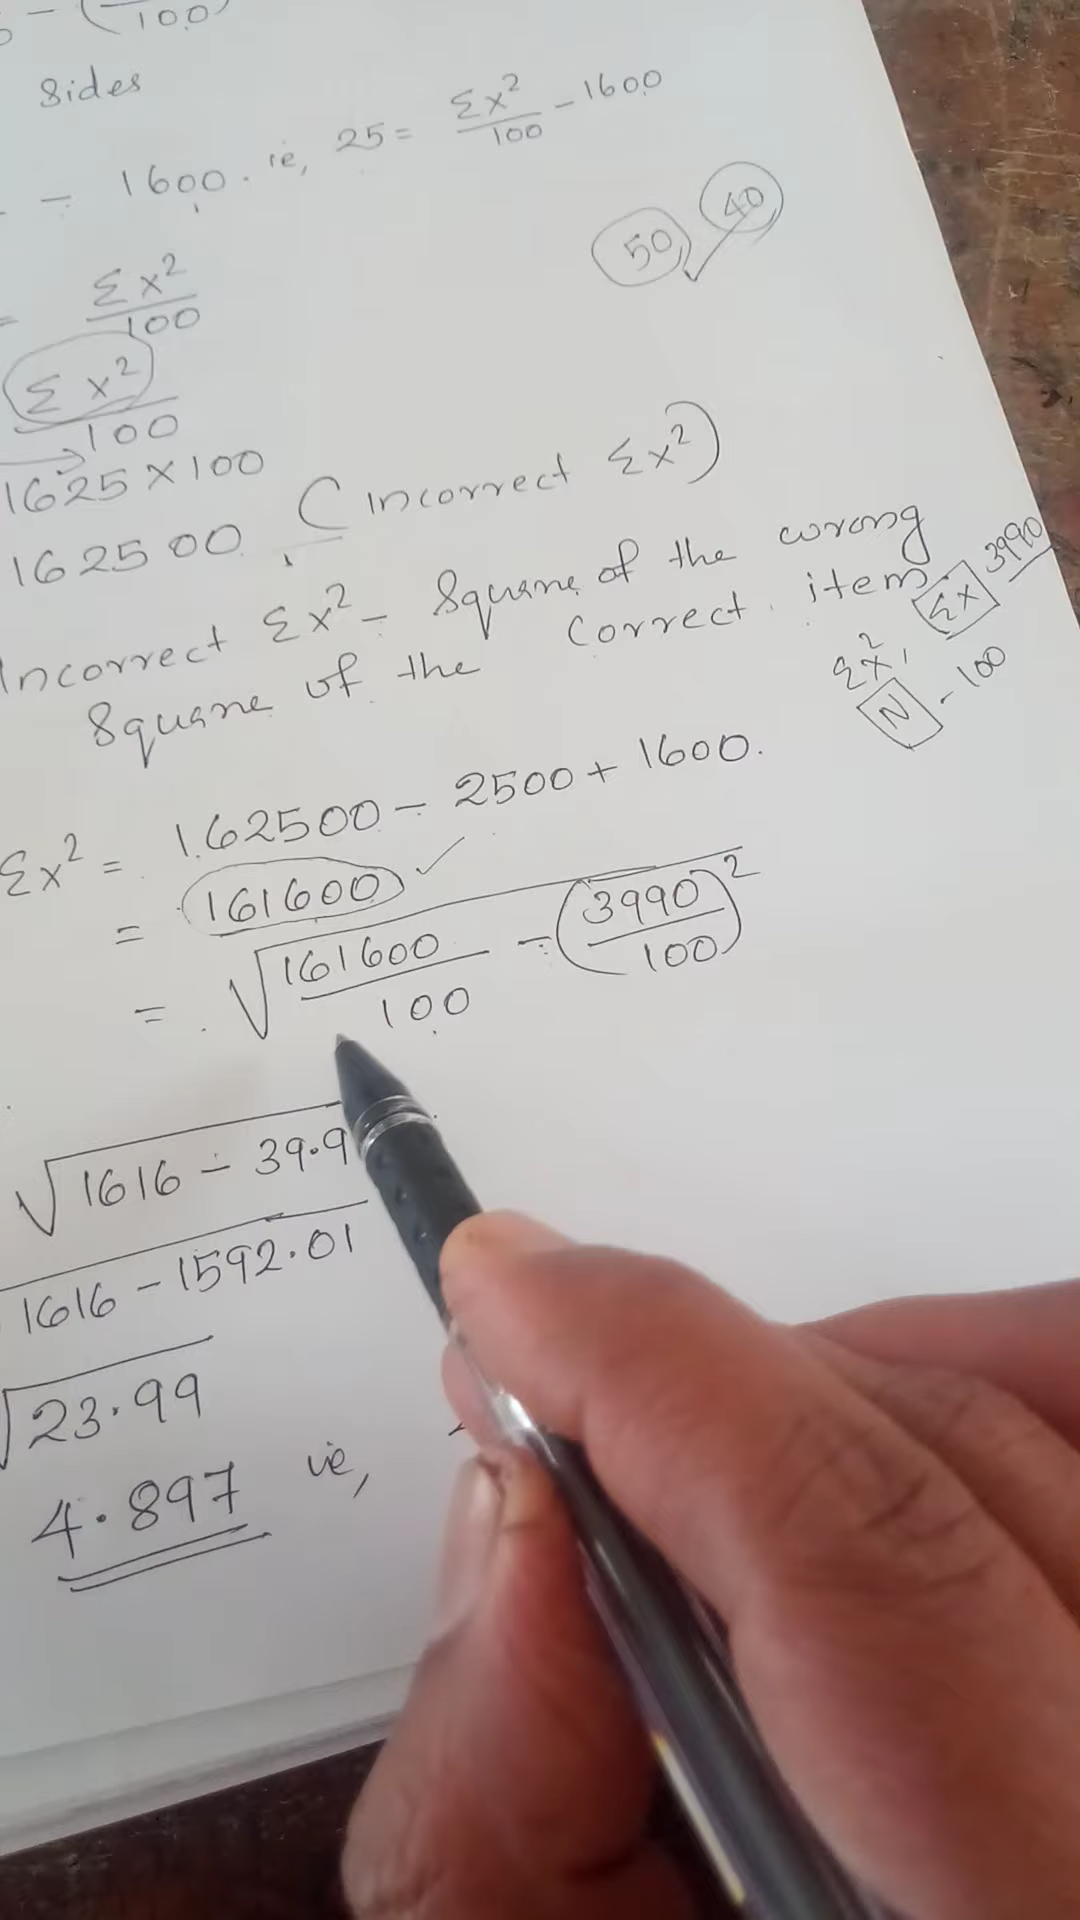 100
Sides
- 1600. ie, 25 = Σx²/100 - 1600
50, 40
= Σx²/100
Σx²/100
1625 × 100
162500 (Incorrect Σx²)
Incorrect Σx² - Square of the wrong
Square of the correct item.
Σx 3990
Σx²,
N - 100
Σx² = 162500 - 2500 + 1600.
= 161600
= √161600/100 - (3990/100)²
√1616 - 39.9
1616 - 1592.01
√23.99
4.897 ie,